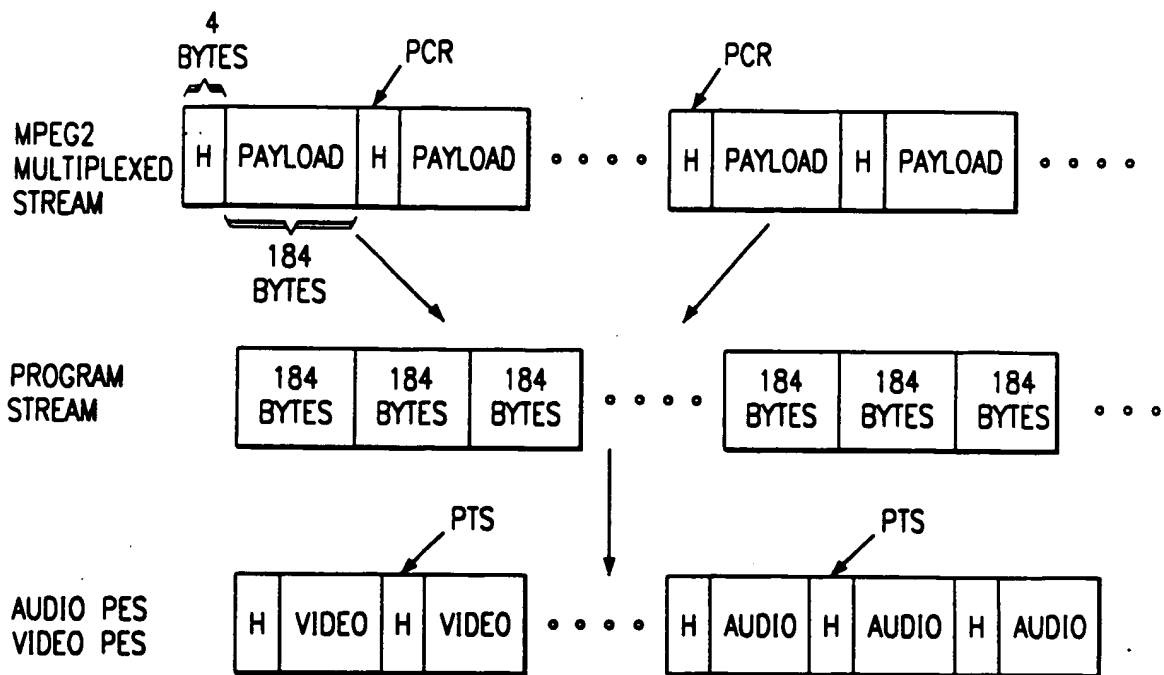 4
BYTES
PCR
PCR
MPEG2
MULTIPLEXED
STREAM
H PAYLOAD H PAYLOAD
H PAYLOAD H PAYLOAD
184
BYTES
PROGRAM
STREAM
184 BYTES
184 BYTES
184 BYTES
184 BYTES
184 BYTES
184 BYTES
PTS
PTS
AUDIO PES
VIDEO PES
H VIDEO H VIDEO
H AUDIO H AUDIO H AUDIO